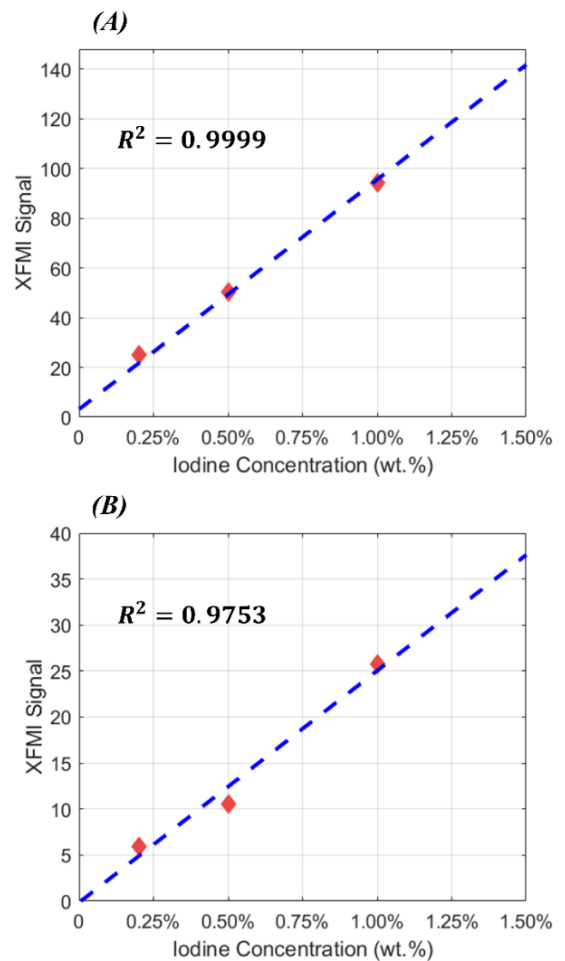 (A)
140
120
R² = 0.9999
100
XFMI Signal
80
60
40
20
0
0 0.25% 0.50% 0.75% 1.00% 1.25% 1.50%
Iodine Concentration (wt.%)
(B)
40
35
R² = 0.9753
30
25
XFMI Signal
20
15
10
5
0
0 0.25% 0.50% 0.75% 1.00% 1.25% 1.50%
Iodine Concentration (wt.%)